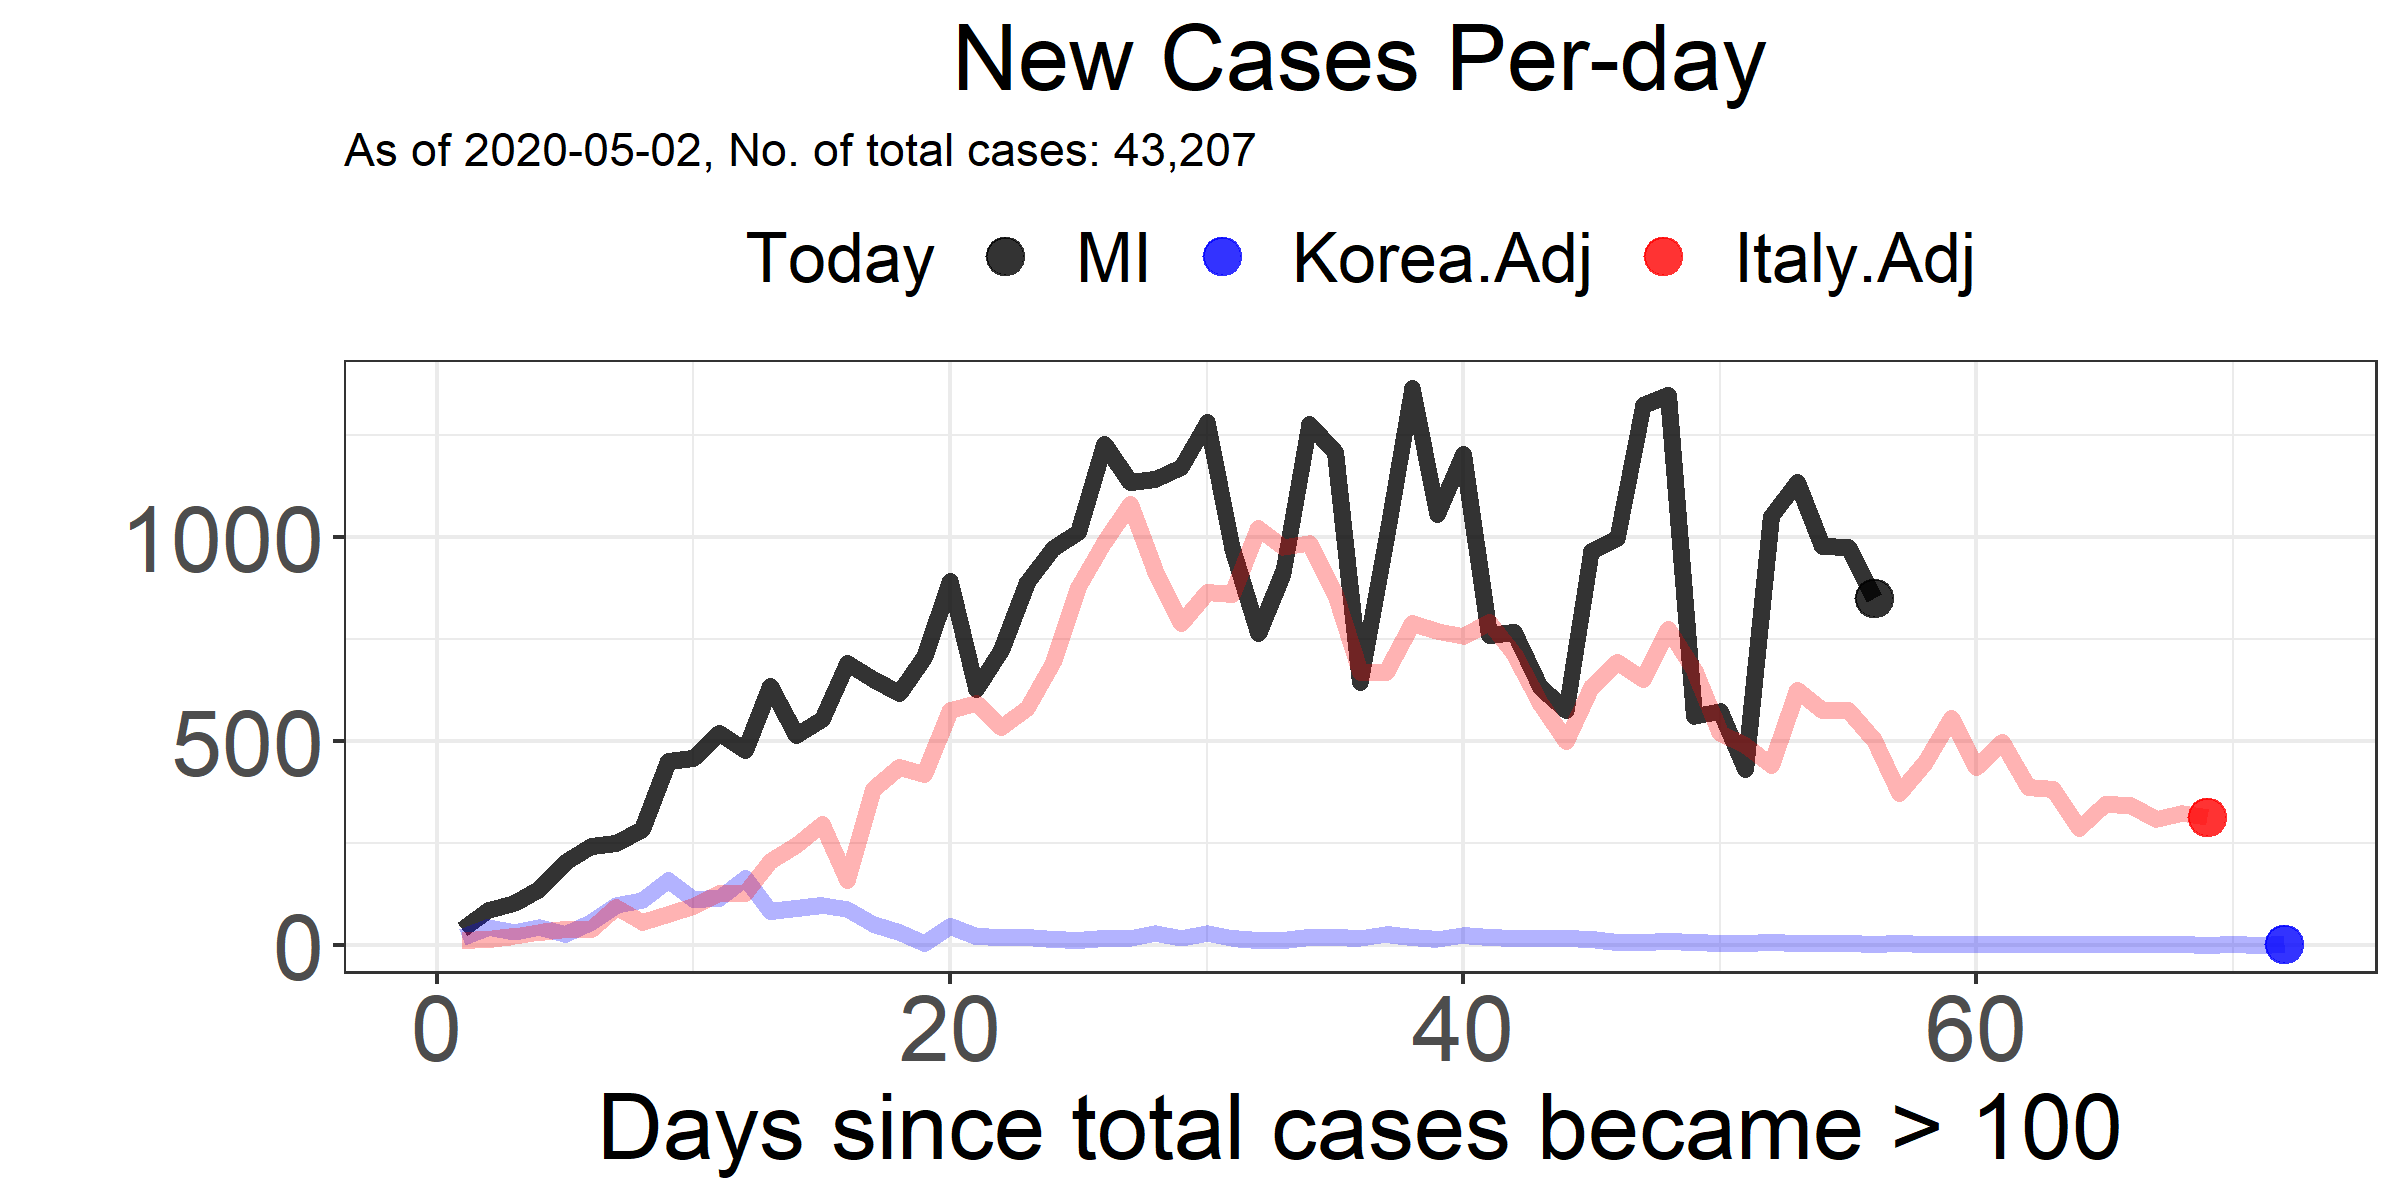 New Cases Per-day
As of 2020-05-02, No. of total cases: 43,207
Today MI Korea.Adj Italy.Adj
1000
500
0
0 20 40 60
Days since total cases became > 100